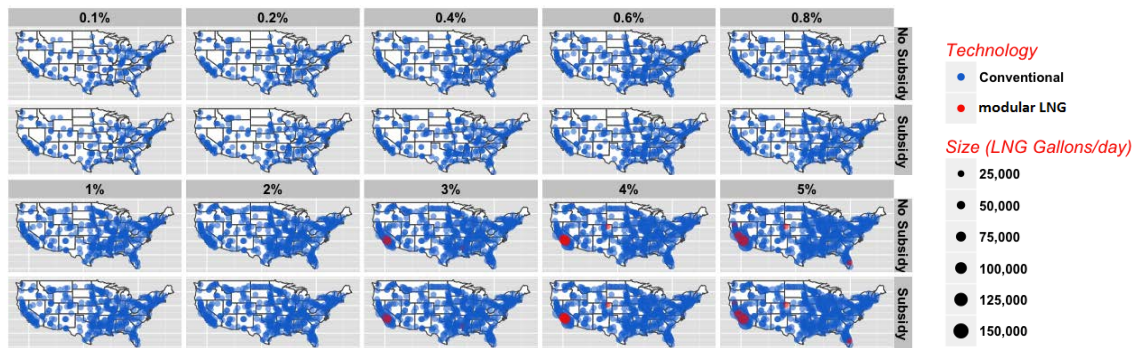 0.1% 0.2% 0.4% 0.6% 0.8%
No Subsidy
Subsidy
1% 2% 3% 4% 5%
No Subsidy
Subsidy
Technology
Conventional
modular LNG
Size (LNG Gallons/day)
25,000
50,000
75,000
100,000
125,000
150,000